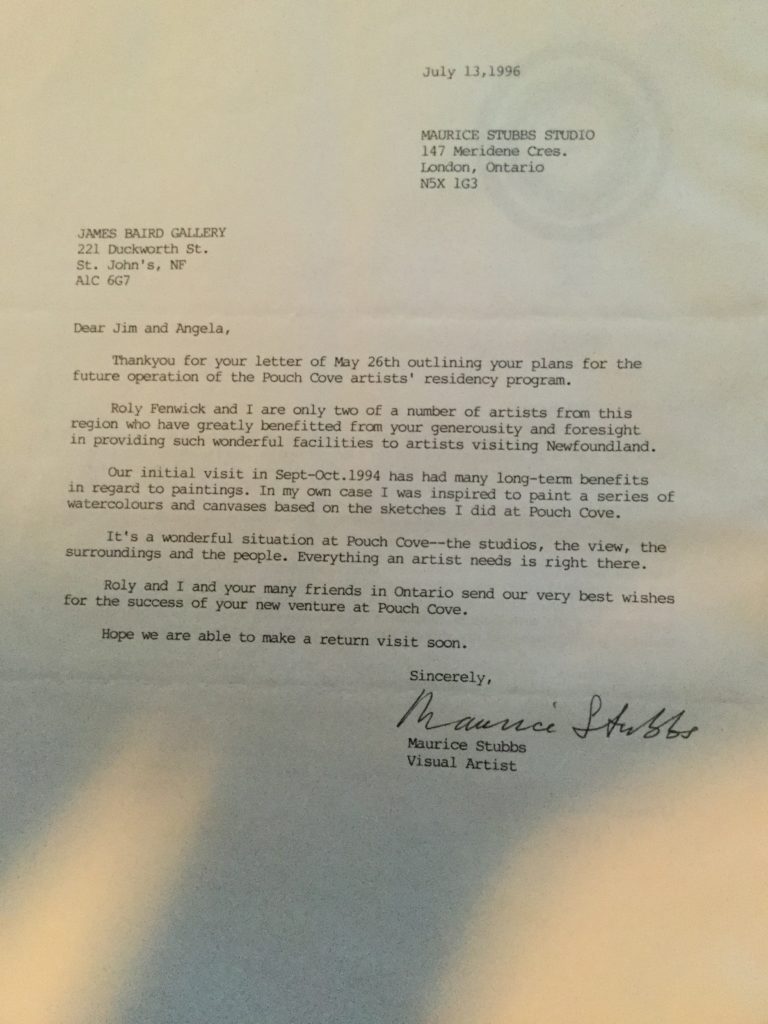 July 13,1996
MAURICE STUBBS STUDIO
147 Meridene Cres.
London, Ontario
N5X 1G3
JAMES BAIRD GALLERY
221 Duckworth St.
St. John's, NF
A1C 6G7
Dear Jim and Angela,
Thankyou for your letter of May 26th outlining your plans for the
future operation of the Pouch Cove artists' residency program.
Roly Fenwick and I are only two of a number of artists from this
region who have greatly benefitted from your generousity and foresight
in providing such wonderful facilities to artists visiting Newfoundland.
Our initial visit in Sept-Oct.1994 has had many long-term benefits
in regard to paintings. In my own case I was inspired to paint a series of
watercolours and canvases based on the sketches I did at Pouch Cove.
It's a wonderful situation at Pouch Cove--the studios, the view, the
surroundings and the people. Everything an artist needs is right there.
Roly and I and your many friends in Ontario send our very best wishes
for the success of your new venture at Pouch Cove.
Hope we are able to make a return visit soon.
Sincerely,
Maurice Stubbs
Maurice Stubbs
Visual Artist